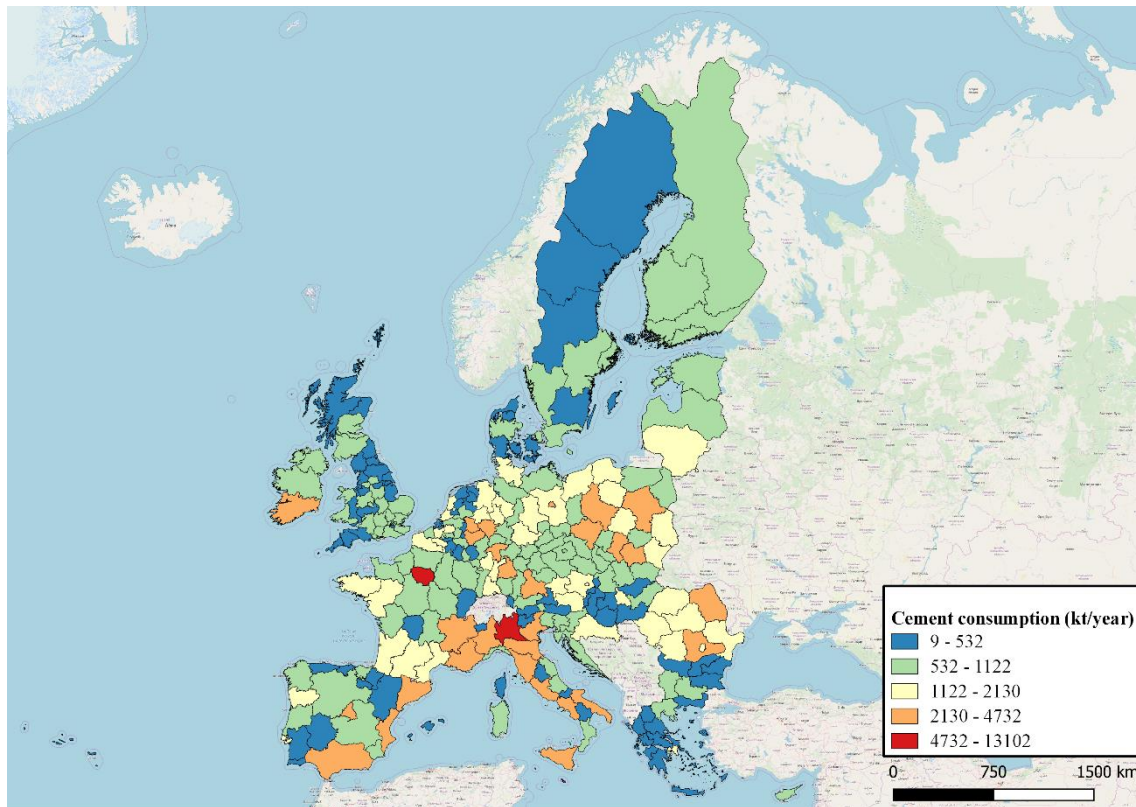 Cement consumption (kt/year)
9 - 532
532 - 1122
1122 - 2130
2130 - 4732
4732 - 13102
0 750 1500 km